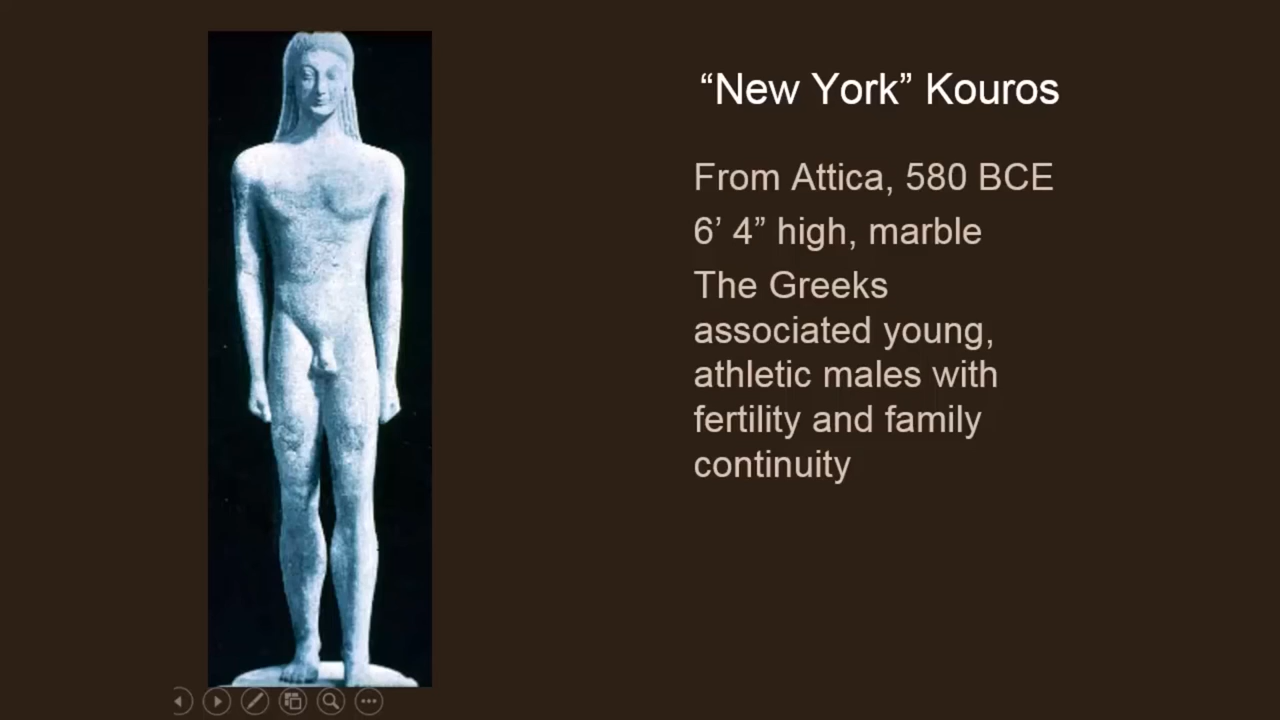 “New York” Kouros
From Attica, 580 BCE
6’ 4” high, marble
The Greeks
associated young,
athletic males with
fertility and family
continuity